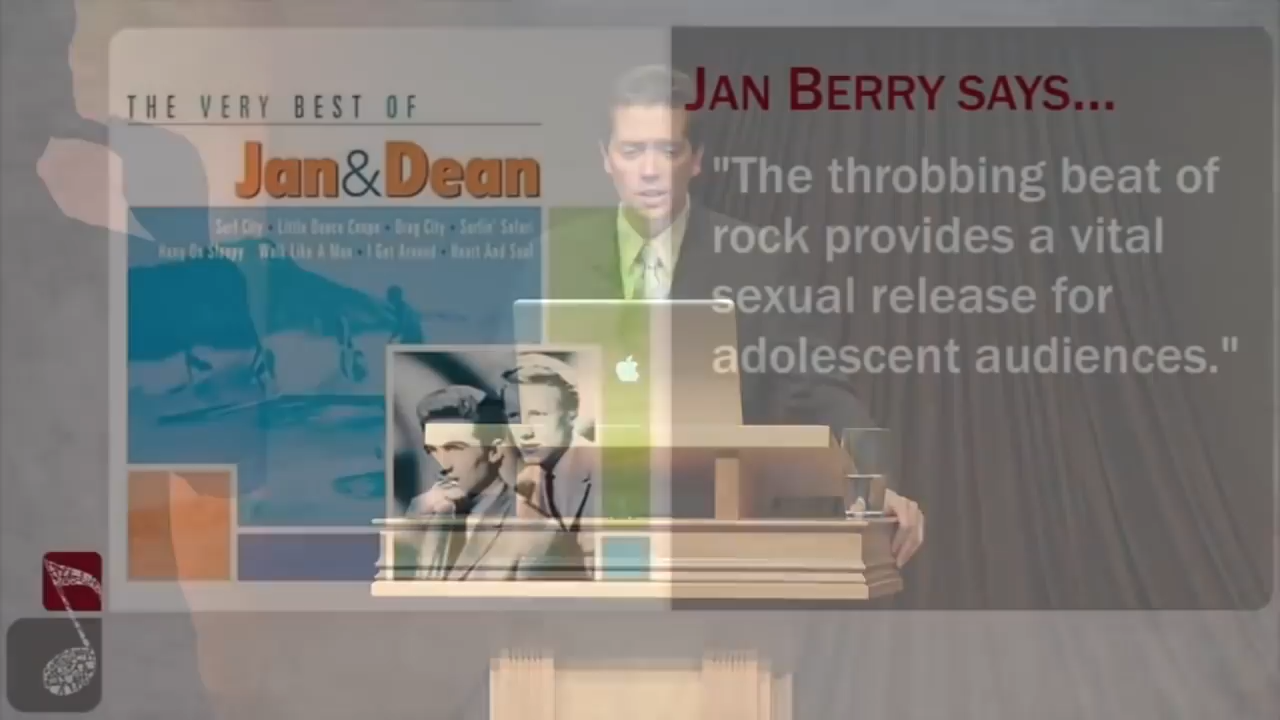 THE VERY BEST OF
Jan&Dean
Surf City • Little Deuce Coupe • Drag City • Surfin' Safari
Hang On Sloopy • Walk Like A Man • I Get Around • Heart And Soul
JAN BERRY SAYS...
"The throbbing beat of
rock provides a vital
sexual release for
adolescent audiences."